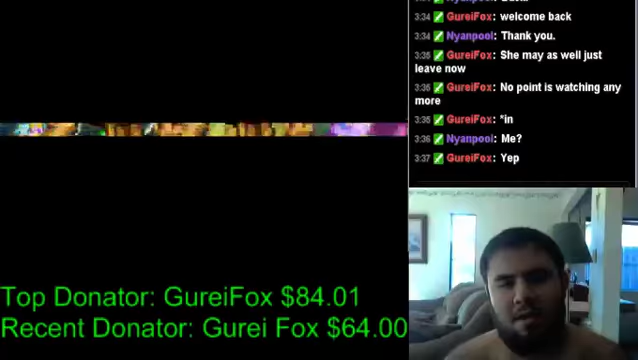 3:34 GureiFox: welcome back
3:34 Nyanpool: Thank you.
3:35 GureiFox: She may as well just
leave now
3:35 GureiFox: No point is watching any
more
3:35 GureiFox: *in
3:36 Nyanpool: Me?
3:37 GureiFox: Yep
Top Donator: GureiFox $84.01
Recent Donator: Gurei Fox $64.00